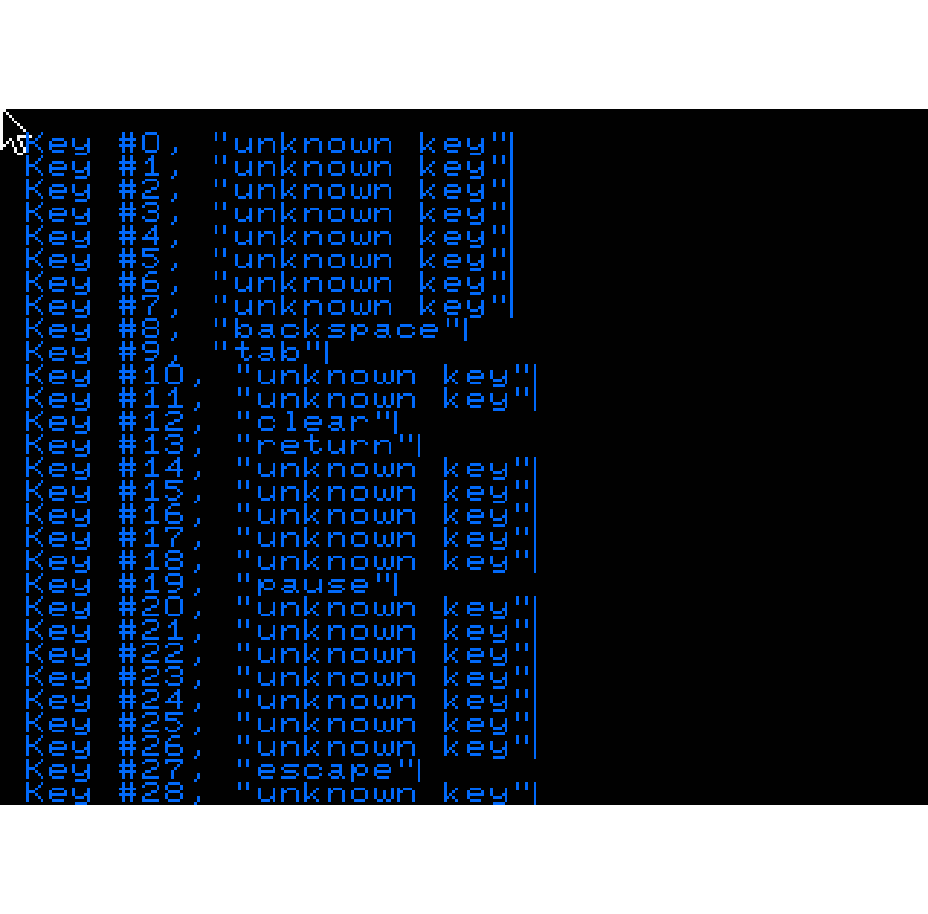 Key #0, "unknown key"|
Key #1, "unknown key"|
Key #2, "unknown key"|
Key #3, "unknown key"|
Key #4, "unknown key"|
Key #5, "unknown key"|
Key #6, "unknown key"|
Key #7, "unknown key"|
Key #8, "backspace"|
Key #9, "tab"|
Key #10, "unknown key"|
Key #11, "unknown key"|
Key #12, "clear"|
Key #13, "return"|
Key #14, "unknown key"|
Key #15, "unknown key"|
Key #16, "unknown key"|
Key #17, "unknown key"|
Key #18, "unknown key"|
Key #19, "pause"|
Key #20, "unknown key"|
Key #21, "unknown key"|
Key #22, "unknown key"|
Key #23, "unknown key"|
Key #24, "unknown key"|
Key #25, "unknown key"|
Key #26, "unknown key"|
Key #27, "escape"|
Key #28, "unknown key"|